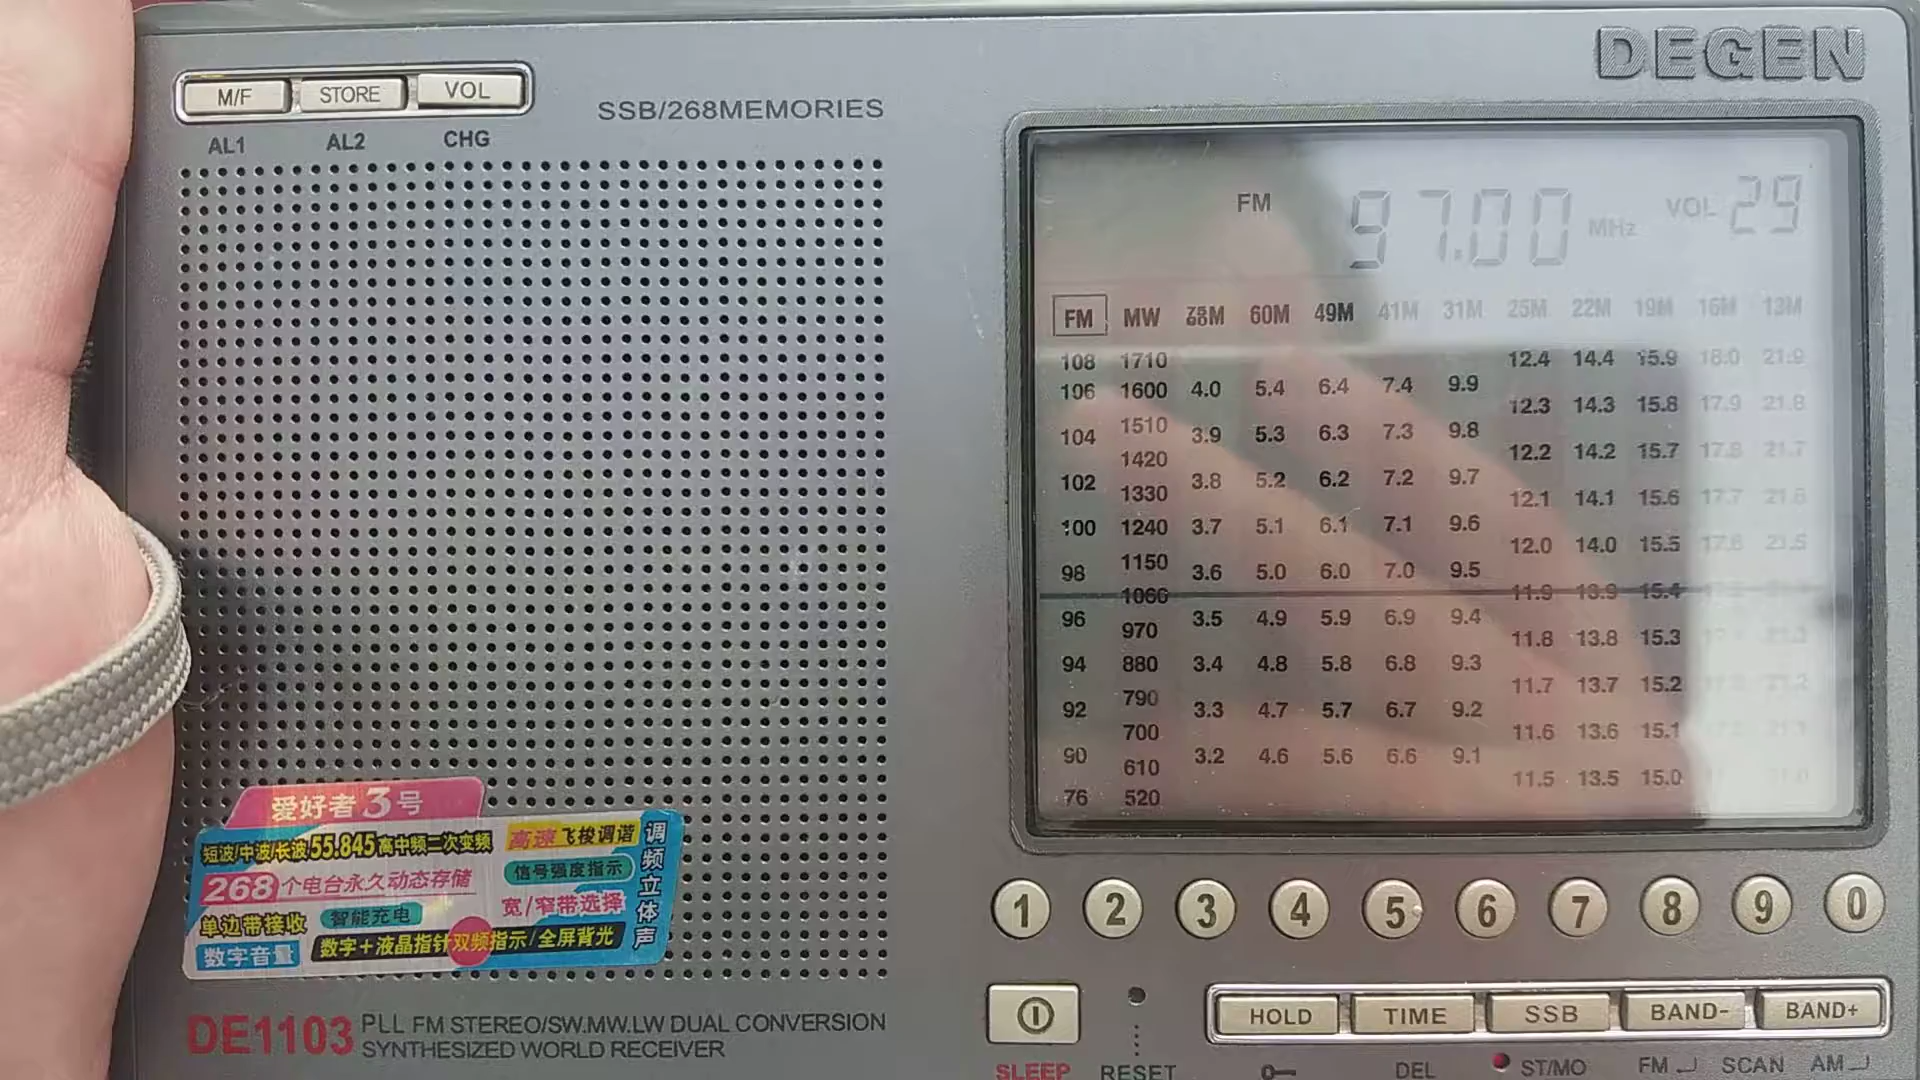 DEGEN
M/F STORE VOL
AL1 AL2 CHG
SSB/268MEMORIES
FM 97.00 MHz VOL 29
FM MW 60M 49M 41M 31M 25M 22M 19M 16M 13M
108 1710 12.4 14.4 15.9 18.0 21.9
106 1600 4.0 5.4 6.4 7.4 9.9
12.3 14.3 15.8 17.9 21.8
104 1510 3.9 5.3 6.3 7.3 9.8
1420 12.2 14.2 15.7 17.8 21.7
102 1330 3.8 5.2 6.2 7.2 9.7
12.1 14.1 15.6 17.7 21.6
100 1240 3.7 5.1 6.1 7.1 9.6
12.0 14.0 15.5 17.6 21.5
98 1150 3.6 5.0 6.0 7.0 9.5
1060 11.9 13.9 15.4
96 970 3.5 4.9 5.9 6.9 9.4
11.8 13.8 15.3
94 880 3.4 4.8 5.8 6.8 9.3
790 11.7 13.7 15.2
92 3.3 4.7 5.7 6.7 9.2
700 11.6 13.6 15.1
90 610 3.2 4.6 5.6 6.6 9.1
11.5 13.5 15.0
76 520
爱好者3号
短波/中波/长波55.845高中频二次变频
高速飞梭调谐
268个电台永久动态存储
信号强度指示
单边带接收 智能充电
宽/窄带选择
数字音量
数字+液晶指针双频指示/全屏背光
调频立体声
1 2 3 4 5 6 7 8 9 0
HOLD TIME SSB BAND- BAND+
SLEEP RESET DEL ST/MO FM SCAN AM
DE1103 PLL FM STEREO/SW.MW.LW DUAL CONVERSION
SYNTHESIZED WORLD RECEIVER